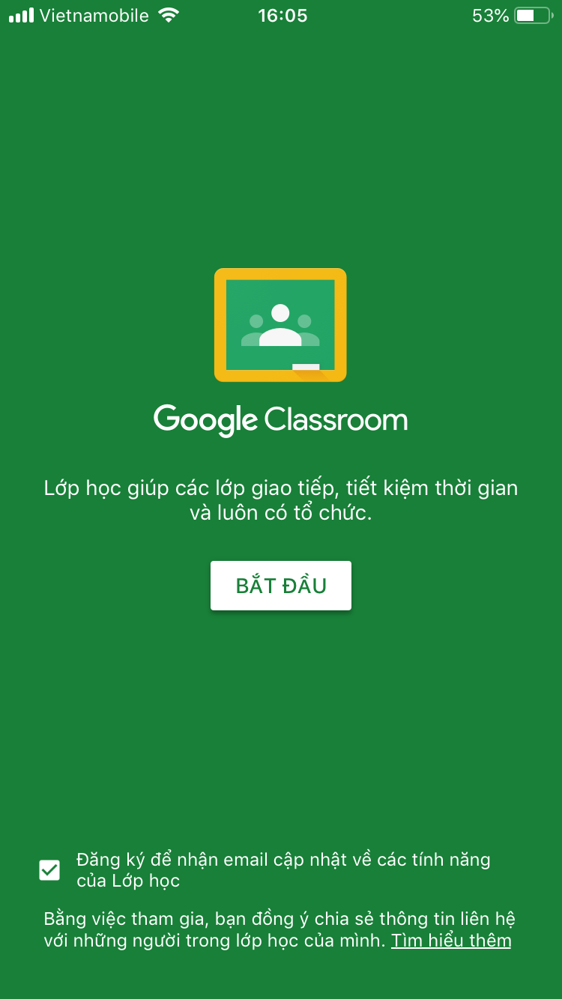 Vietnamobile 16:05 53%
Google Classroom
Lớp học giúp các lớp giao tiếp, tiết kiệm thời gian
và luôn có tổ chức.
BẮT ĐẦU
Đăng ký để nhận email cập nhật về các tính năng
của Lớp học
Bằng việc tham gia, bạn đồng ý chia sẻ thông tin liên hệ
với những người trong lớp học của mình. Tìm hiểu thêm